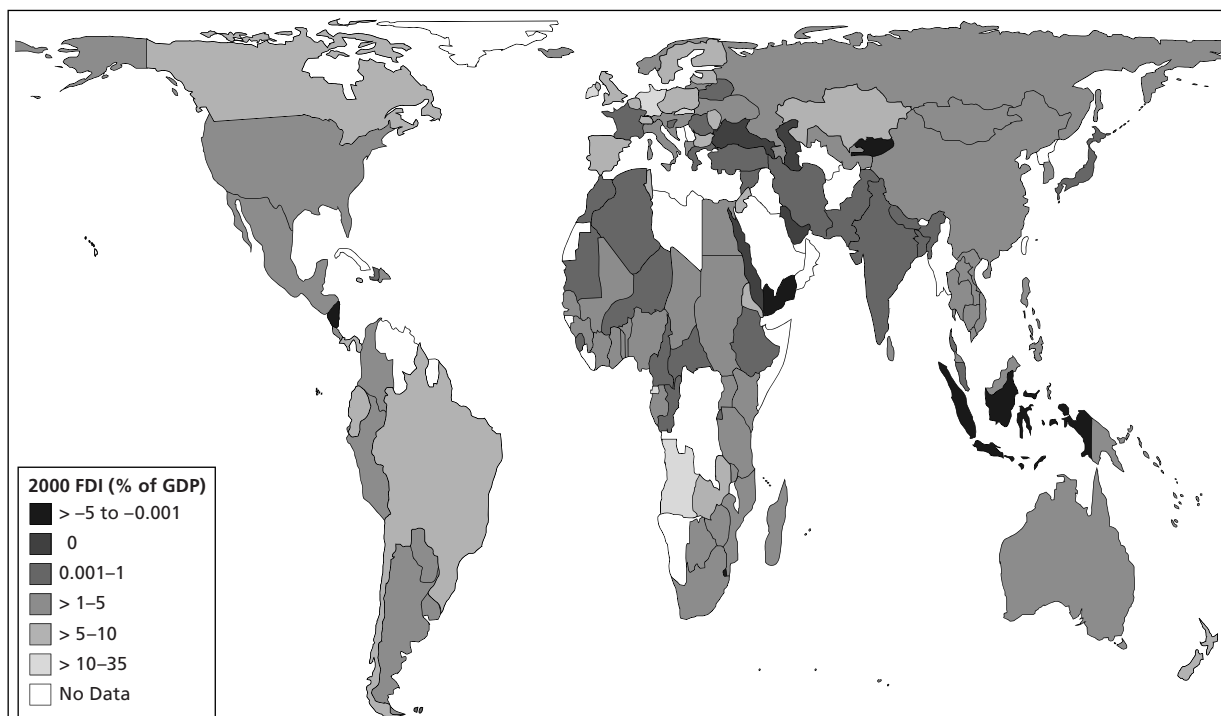 2000 FDI (% of GDP)
> –5 to –0.001
0
0.001–1
> 1–5
> 5–10
> 10–35
No Data